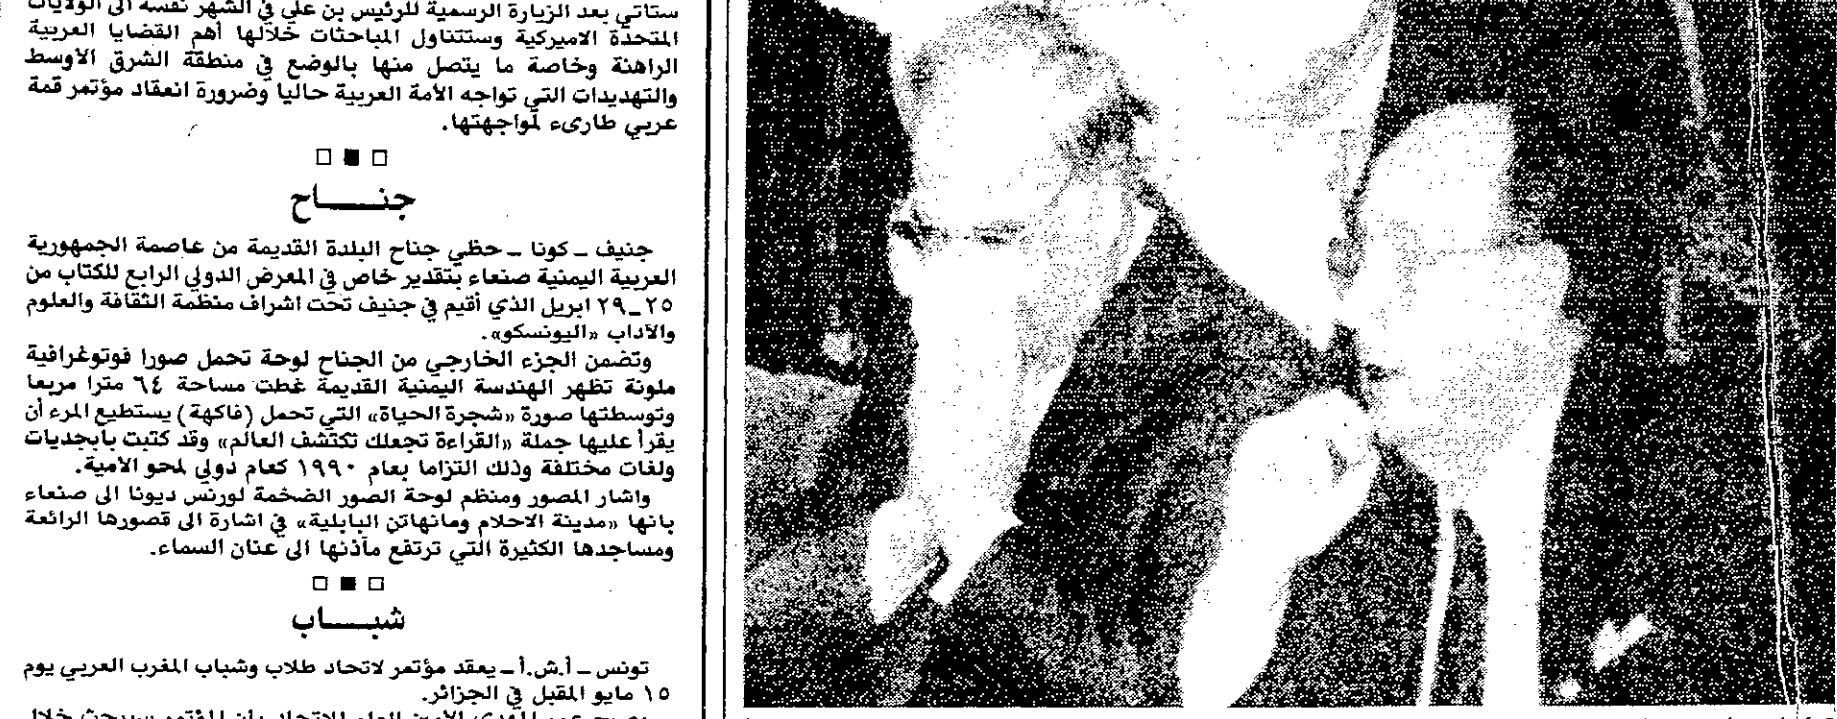 ستأتي بعد الزيارة الرسمية للرئيس بن علي في الشهر نفسه الى الولايات
المتحدة الاميركية وستتناول المباحثات خلالها أهم القضايا العربية
الراهنة وخاصة ما يتصل منها بالوضع في منطقة الشرق الأوسط
والتهديدات التي تواجه الأمة العربية حاليا وضرورة انعقاد مؤتمر قمة
عربي طارىء لمواجهتها.
جنـــــاح
جنيف ـ كونا ـ حظي جناح البلدة القديمة من عاصمة الجمهورية
العربية اليمنية صنعاء بتقدير خاص في المعرض الدولي الرابع للكتاب من
٢٥ـ٢٩ ابريل الذي أقيم في جنيف تحت اشراف منظمة الثقافة والعلوم
والآداب «اليونسكو».
وتضمن الجزء الخارجي من الجناح لوحة تحمل صورا فوتوغرافية
ملونة تظهر الهندسة اليمنية القديمة غطت مساحة ٦٤ مترا مربعا
وتوسطتها صورة «شجرة الحياة» التي تحمل (فاكهة) يستطيع المرء أن
يقرأ عليها جملة «القراءة تجعلك تكتشف العالم» وقد كتبت بابجديات
ولغات مختلفة وذلك التزاما بعام ١٩٩٠ كعام دولي لمحو الأمية.
واشار المصور ومنظم لوحة الصور الضخمة لورنس ديونا الى صنعاء
بانها «مدينة الاحلام ومانهاتن البابلية» في اشارة الى قصورها الرائعة
ومساجدها الكثيرة التي ترتفع مآذنها الى عنان السماء.
شبـــــاب
تونس ـ أ.ش.أ ـ يعقد مؤتمر لاتحاد طلاب وشباب المغرب العربي يوم
١٥ مايو المقبل في الجزائر.